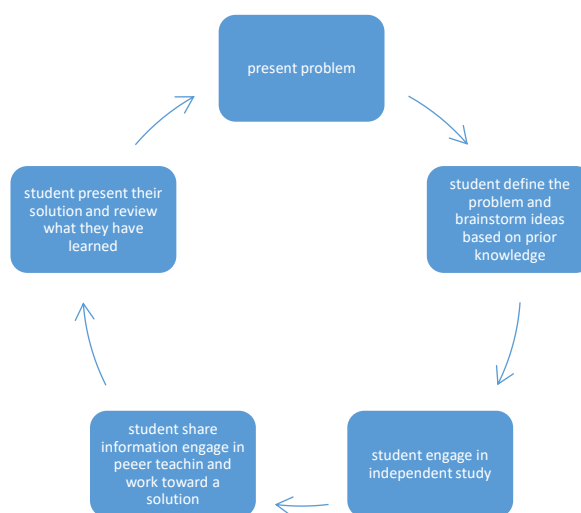 present problem
student define the
problem and
brainstorm ideas
based on prior
knowledge
student engage in
independent study
student share
information engage in
peeer teachin and
work toward a
solution
student present their
solution and review
what they have
learned